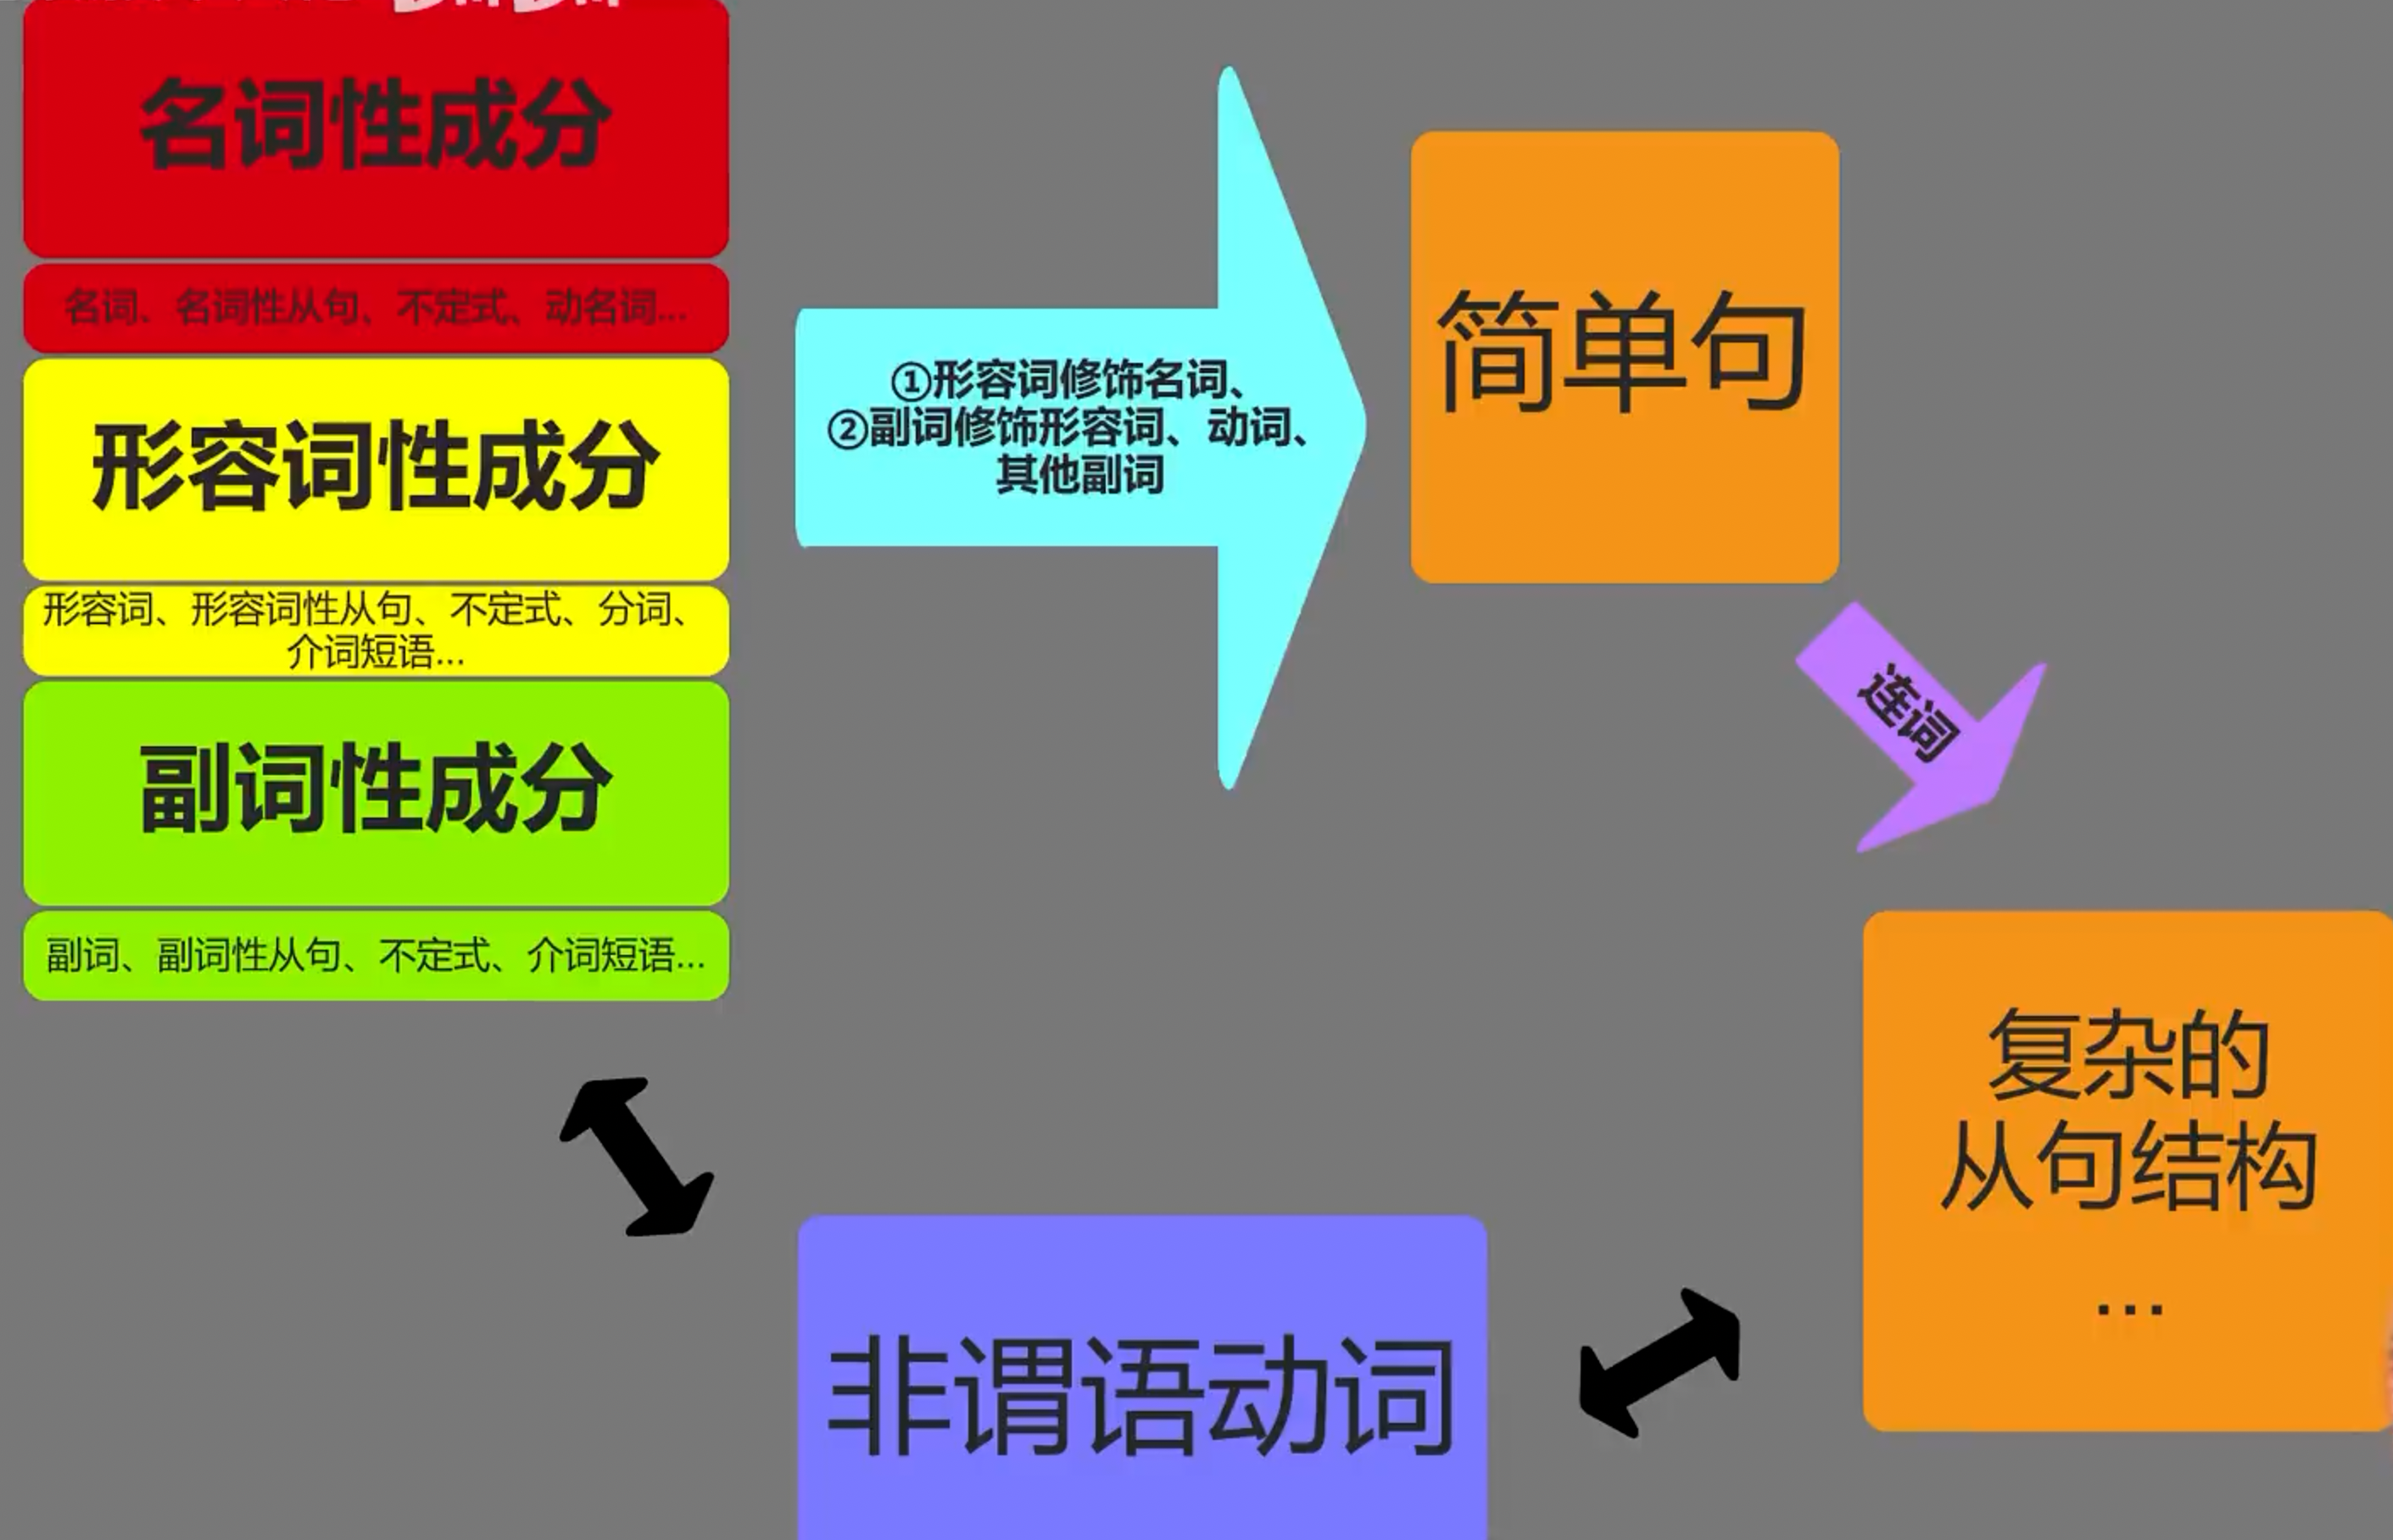 名词性成分
名词、名词性从句、不定式、动名词...
形容词性成分
形容词、形容词性从句、不定式、分词、
介词短语...
副词性成分
副词、副词性从句、不定式、介词短语...
①形容词修饰名词、
②副词修饰形容词、动词、
其他副词
简单句
连词
复杂的
从句结构
...
非谓语动词